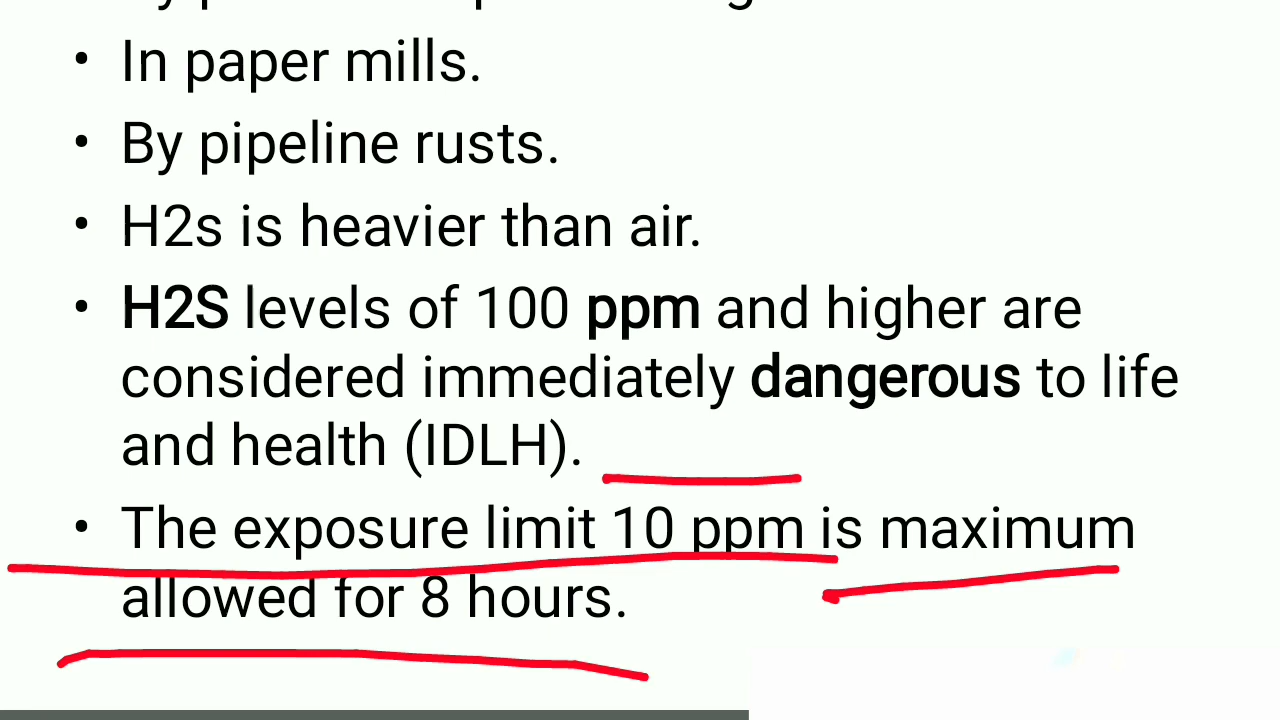 • In paper mills.
• By pipeline rusts.
• H2s is heavier than air.
• H2S levels of 100 ppm and higher are
considered immediately dangerous to life
and health (IDLH).
• The exposure limit 10 ppm is maximum
allowed for 8 hours.